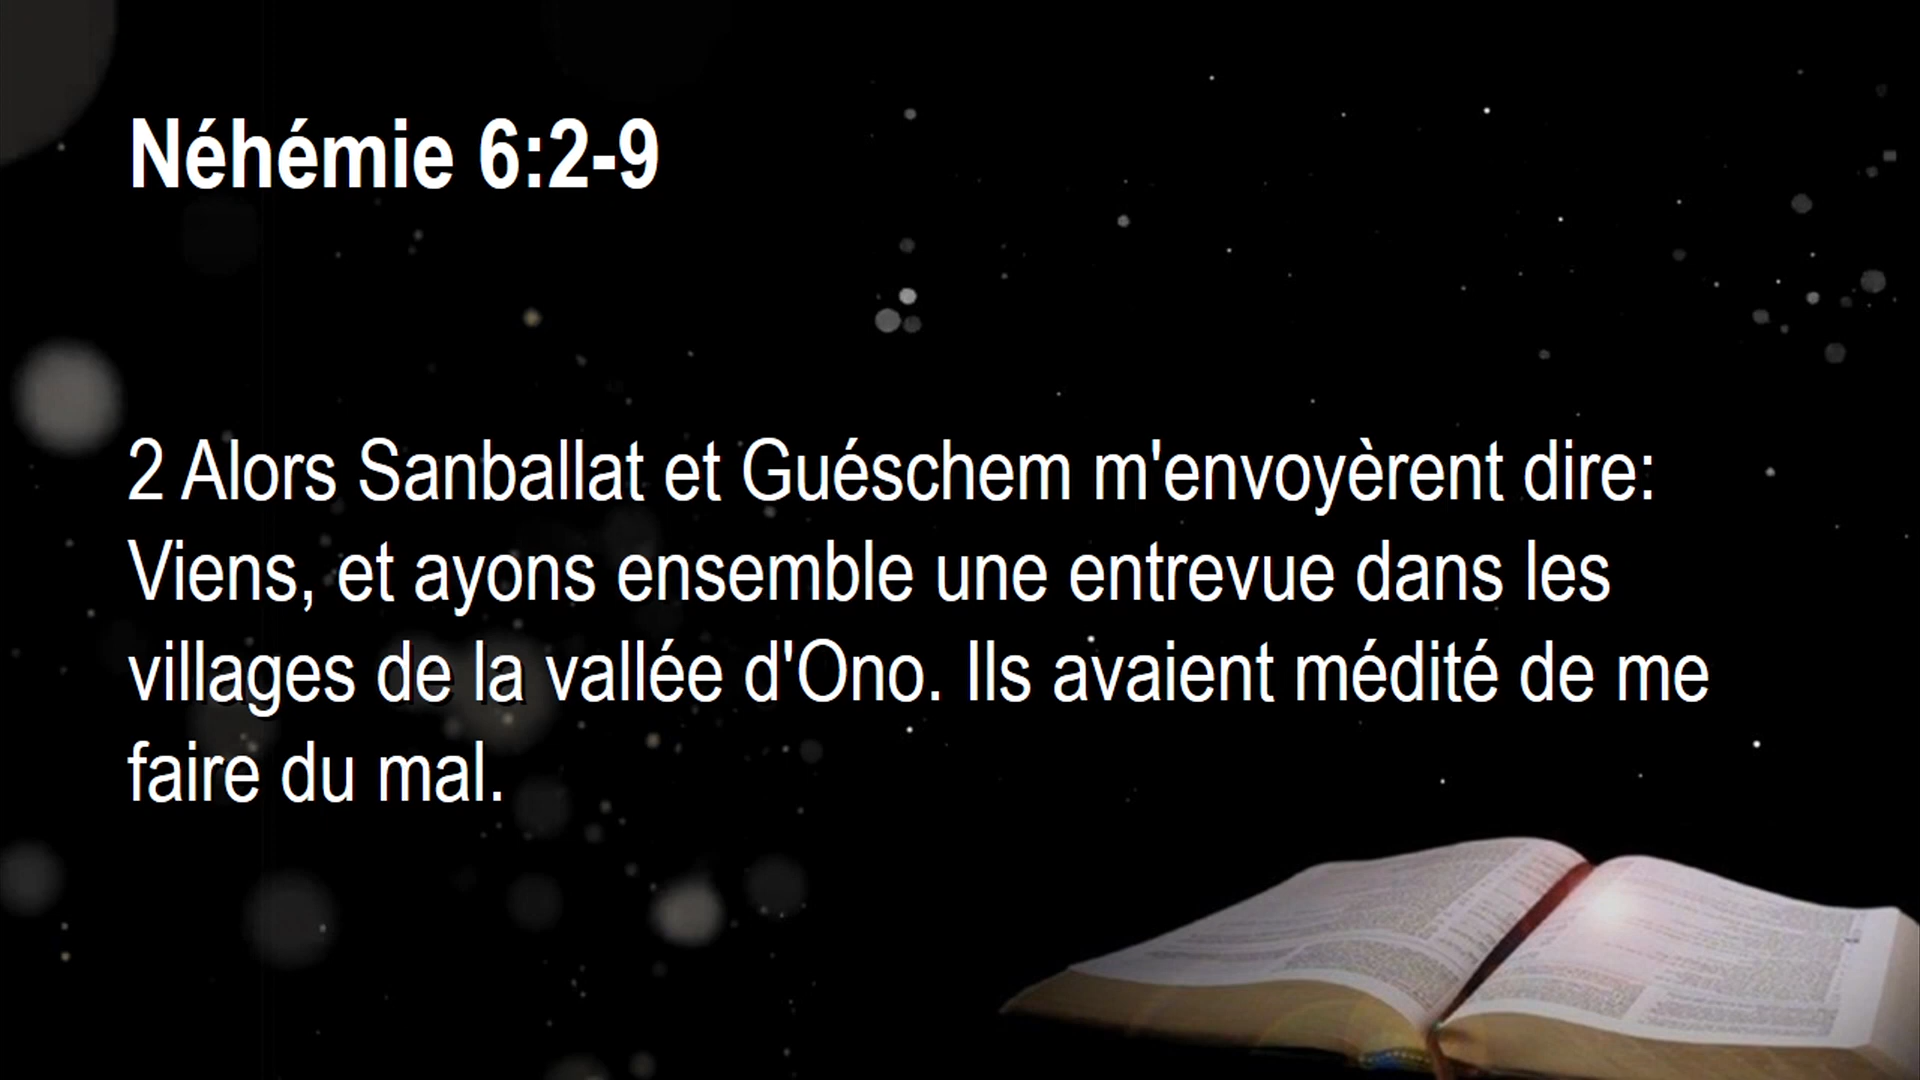 Néhémie 6:2-9
2 Alors Sanballat et Guéschem m'envoyèrent dire:
Viens, et ayons ensemble une entrevue dans les
villages de la vallée d'Ono. Ils avaient médité de me
faire du mal.